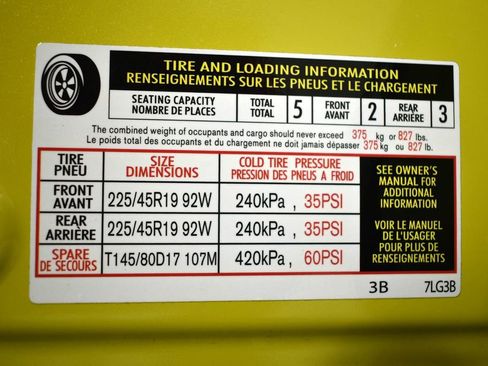 TIRE AND LOADING INFORMATION
RENSEIGNEMENTS SUR LES PNEUS ET LE CHARGEMENT
SEATING CAPACITY TOTAL 5 FRONT 2 REAR 3
NOMBRE DE PLACES TOTAL AVANT ARRIÈRE
The combined weight of occupants and cargo should never exceed 375 kg or 827 lbs.
Le poids total des occupants et du chargement ne doit jamais dépasser 375 kg ou 827 lb.
TIRE SIZE COLD TIRE PRESSURE
PNEU DIMENSIONS PRESSION DES PNEUS A FROID
FRONT
AVANT 225/45R19 92W 240kPa , 35PSI
REAR
ARRIÈRE 225/45R19 92W 240kPa , 35PSI
SPARE
DE SECOURS T145/80D17 107M 420kPa , 60PSI
SEE OWNER'S
MANUAL FOR
ADDITIONAL
INFORMATION
VOIR LE MANUEL
DE L'USAGER
POUR PLUS DE
RENSEIGNEMENTS
3B 7LG3B